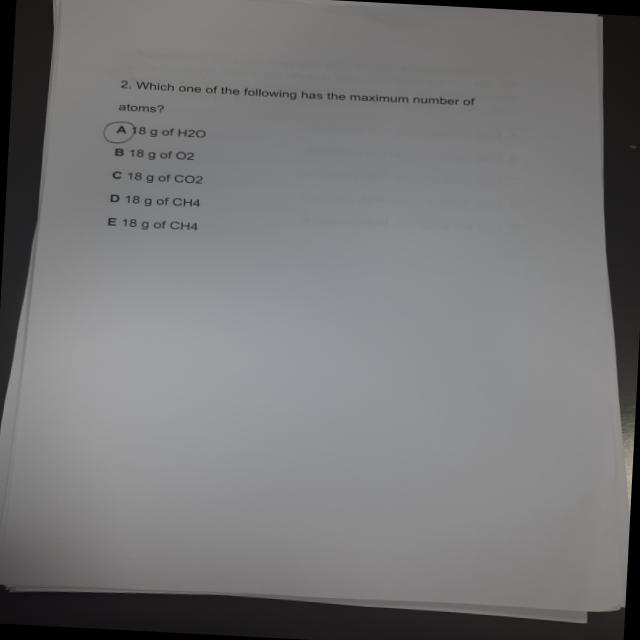 2. Which one of the following has the maximum number of
atoms?
A 18 g of H2O
B 18 g of O2
C 18 g of CO2
D 18 g of CH4
E 18 g of CH4